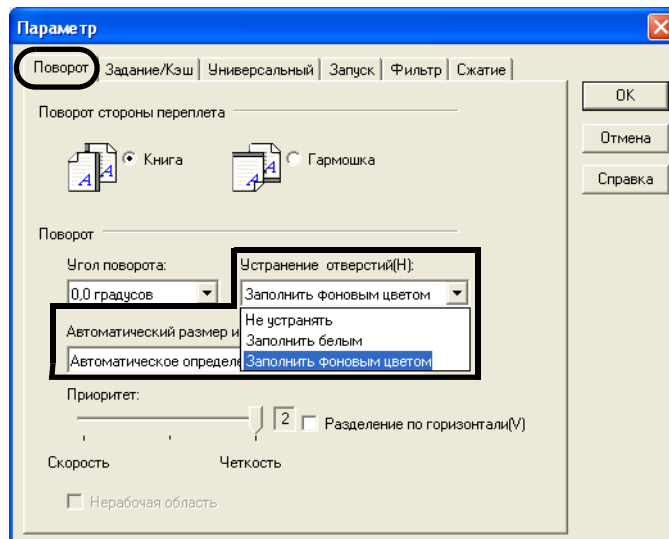 Параметр
Поворот Задание/Кэш Универсальный Запуск Фильтр Сжатие
OK
Отмена
Справка
Поворот стороны переплета
A A Книга A A Гармошка
Поворот
Угол поворота: Устранение отверстий(H):
0,0 градусов Заполнить фоновым цветом
Не устранять
Автоматический размер и
Заполнить белым
Автоматическое определе Заполнить фоновым цветом
Приоритет:
2 Разделение по горизонтали(V)
Скорость Четкость
Нерабочая область